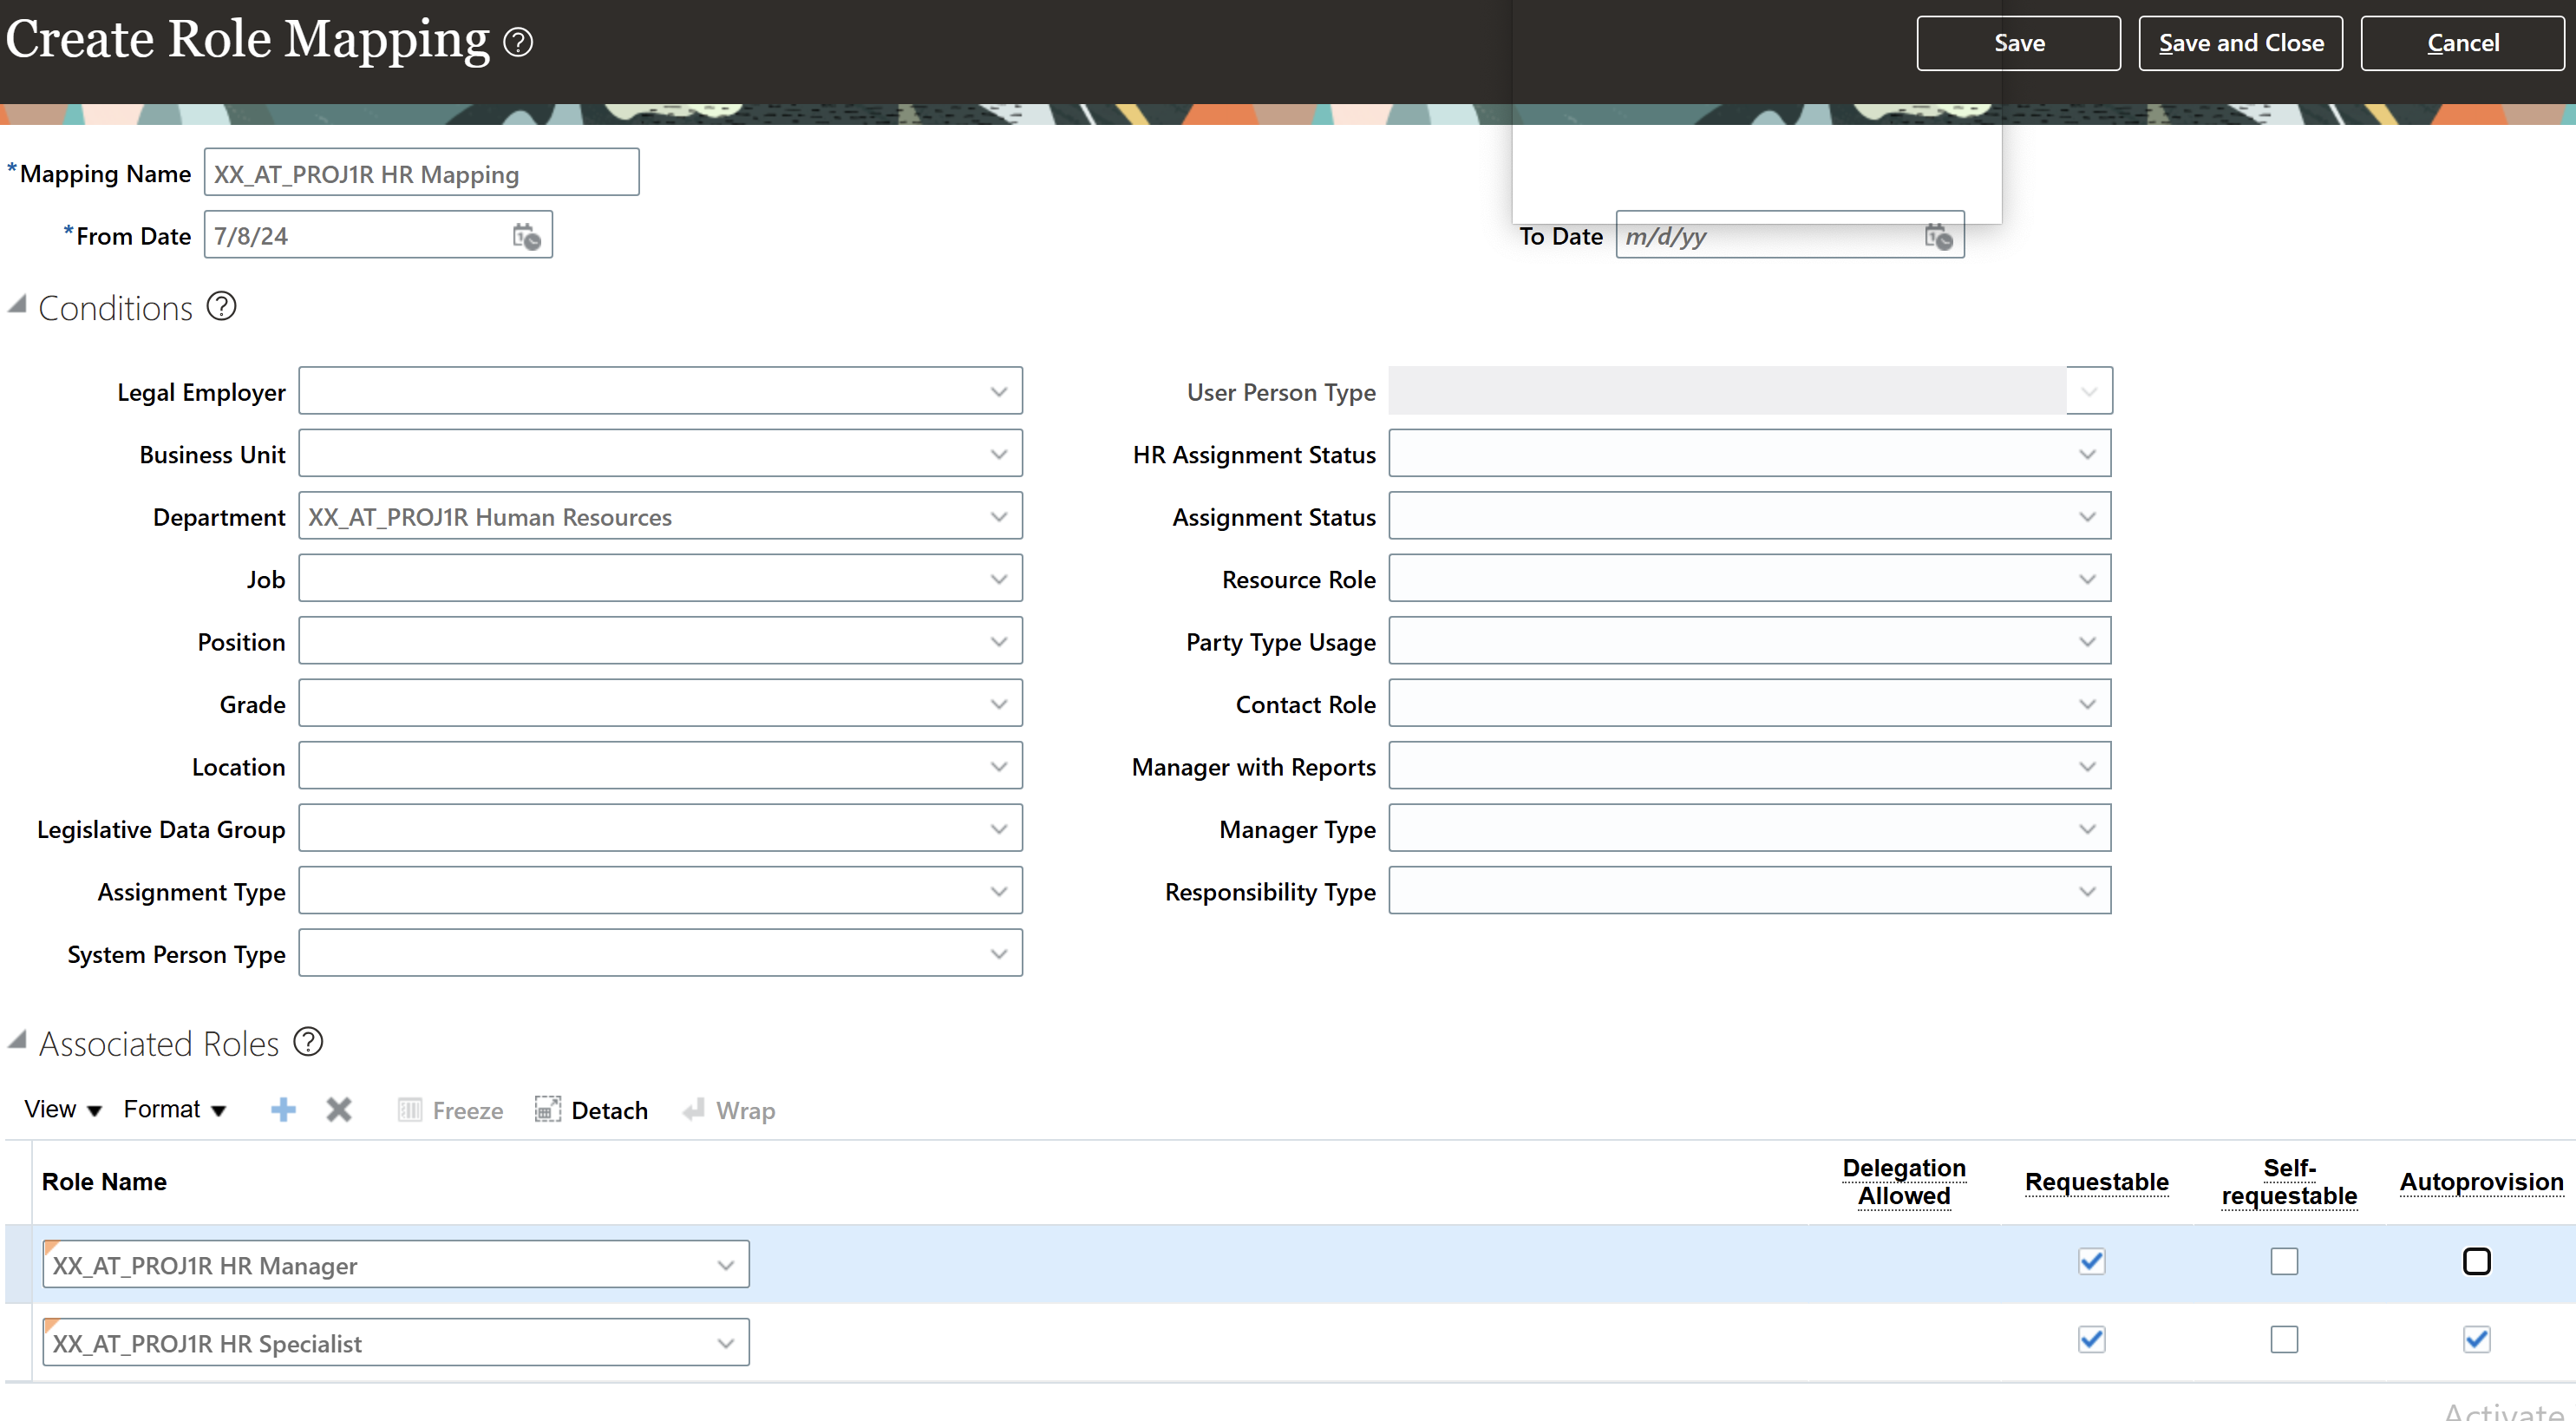 Create Role Mapping ?
Save
Save and Close
Cancel
*Mapping Name XX_AT_PROJ1R HR Mapping
*From Date 7/8/24
To Date m/d/yy
Conditions ?
Legal Employer
User Person Type
Business Unit
HR Assignment Status
Department XX_AT_PROJ1R Human Resources
Assignment Status
Job
Resource Role
Position
Party Type Usage
Grade
Contact Role
Location
Manager with Reports
Legislative Data Group
Manager Type
Assignment Type
Responsibility Type
System Person Type
Associated Roles ?
View Format Freeze Detach Wrap
Role Name
Delegation
Allowed
Requestable
Self-
requestable
Autoprovision
XX_AT_PROJ1R HR Manager
XX_AT_PROJ1R HR Specialist
Activate